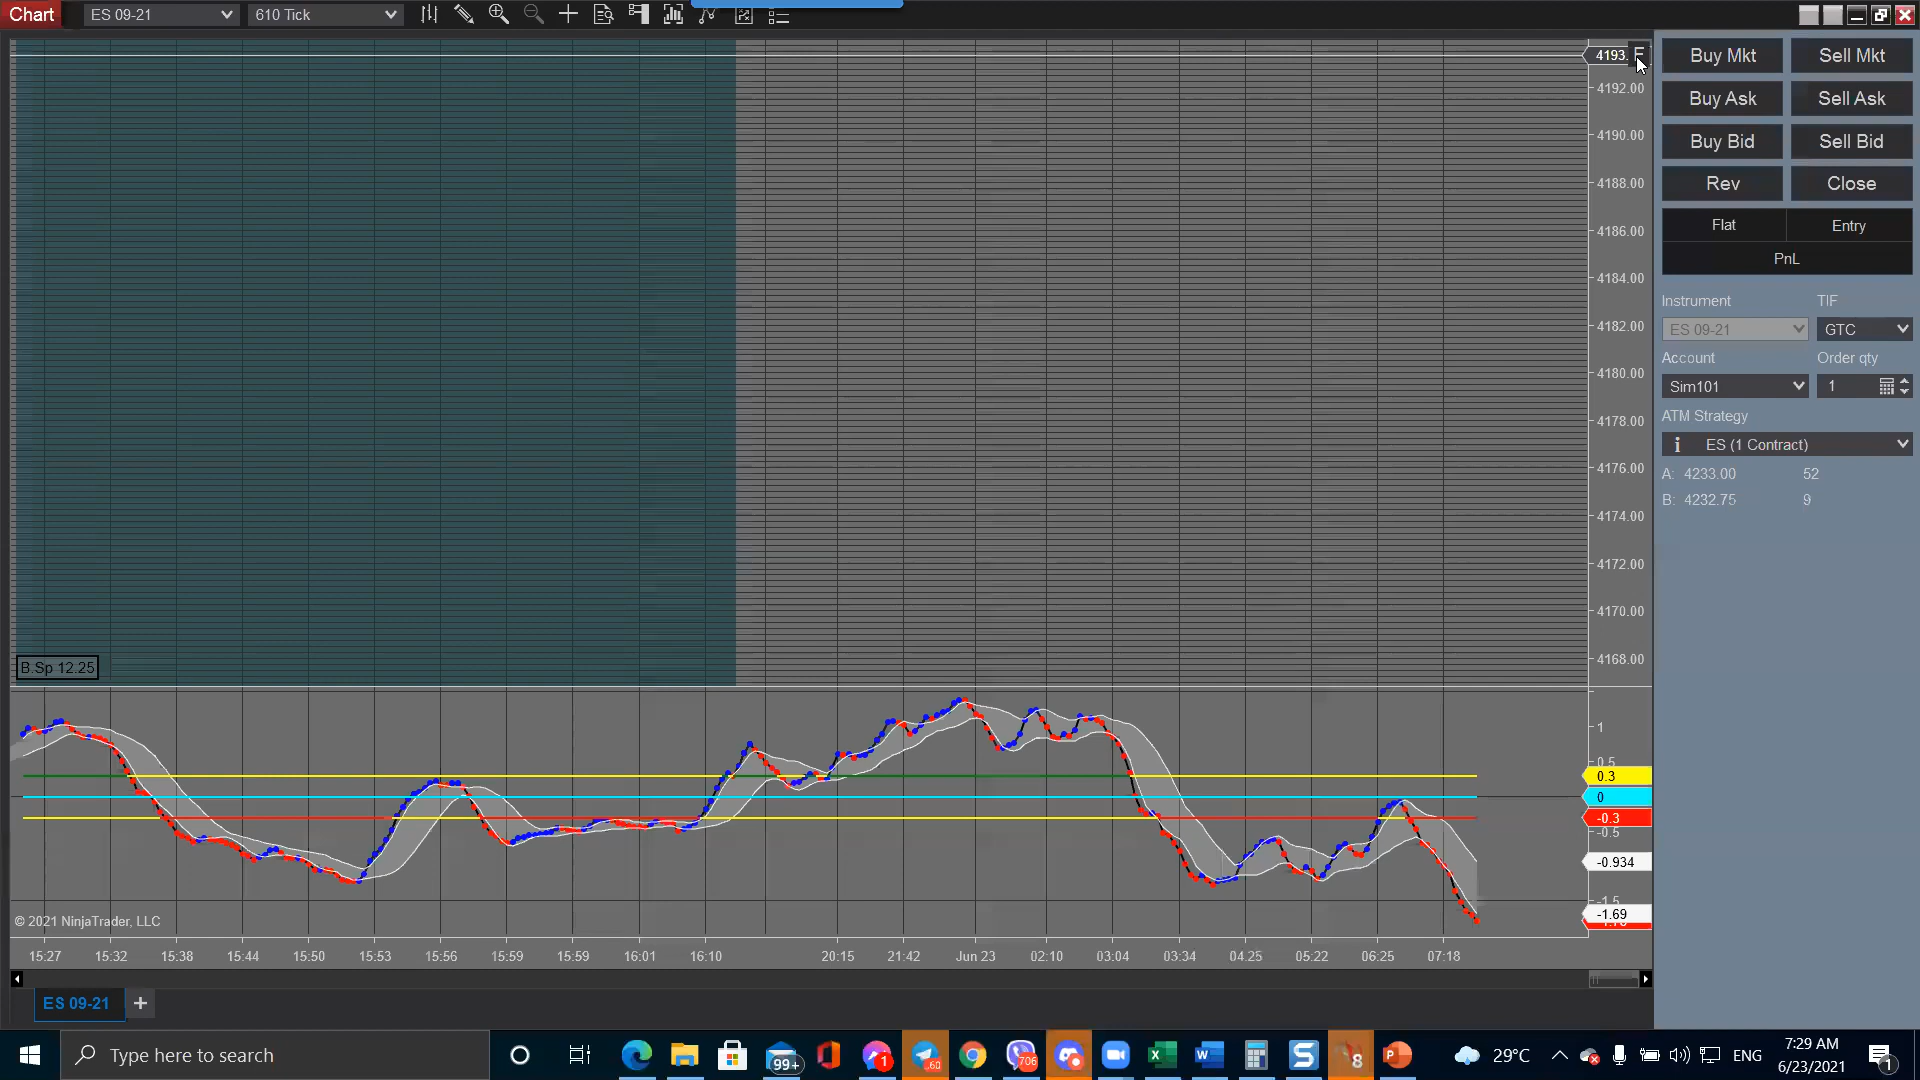 Chart ES 09-21 610 Tick
4193. F
4192.00
4190.00
4188.00
4186.00
4184.00
4182.00
4180.00
4178.00
4176.00
4174.00
4172.00
4170.00
4168.00
B.Sp 12.25
Buy Mkt Sell Mkt
Buy Ask Sell Ask
Buy Bid Sell Bid
Rev Close
Flat Entry
PnL
Instrument TIF
ES 09-21 GTC
Account Order qty
Sim101 1
ATM Strategy
i ES (1 Contract)
A: 4233.00 52
B: 4232.75 9
1
0.5
0.3
0
-0.3
-0.5
-0.934
-1.5
-1.69
© 2021 NinjaTrader, LLC
15:27 15:32 15:38 15:44 15:50 15:53 15:56 15:59 15:59 16:01 16:10 20:15 21:42 Jun 23 02:10 03:04 03:34 04:25 05:22 06:25 07:18
ES 09-21 +
Type here to search
99+ 1 60 706 8
29°C ENG
7:29 AM
6/23/2021
1